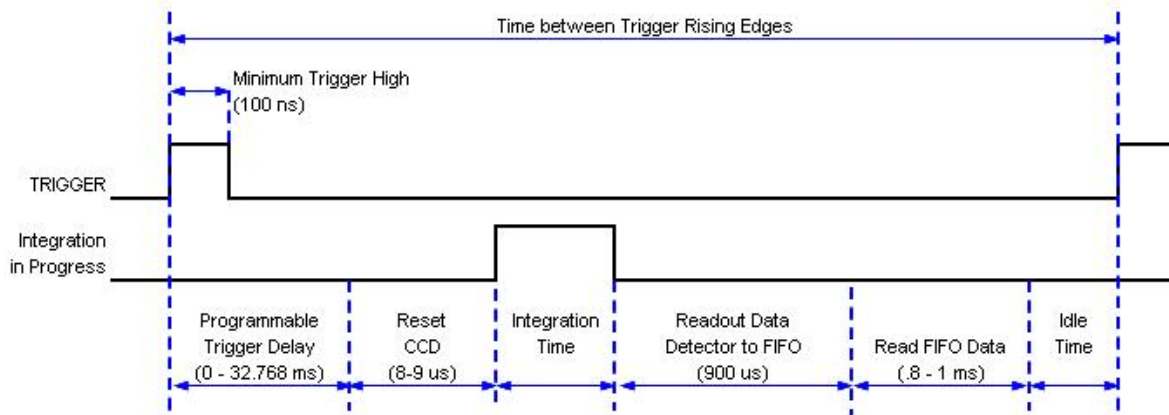 Time between Trigger Rising Edges
Minimum Trigger High
(100 ns)
TRIGGER
Integration
in Progress
Programmable
Trigger Delay
(0 - 32.768 ms)
Reset
CCD
(8-9 us)
Integration
Time
Readout Data
Detector to FIFO
(900 us)
Read FIFO Data
(.8 - 1 ms)
Idle
Time